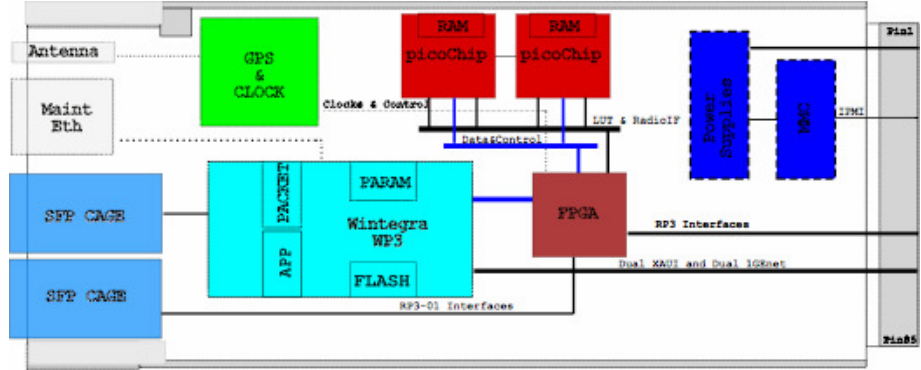 Antenna
Maint
Eth
GPS
&
CLOCK
RAM
picoChip
RAM
picoChip
Clocks & Control
LUT & RadioIF
Data&Control
Power
Supplies
MMC
IPMI
Pin1
SFP CAGE
PACKET
PARAM
Wintegra
WP3
APP
FLASH
FPGA
RP3 Interfaces
Dual XAUI and Dual 1GEnet
SFP CAGE
RP3-01 Interfaces
Pin85